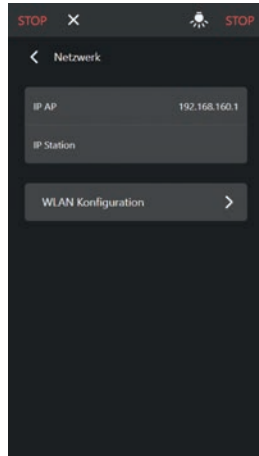 STOP STOP
Netzwerk
IP AP 192.168.160.1
IP Station
WLAN Konfiguration